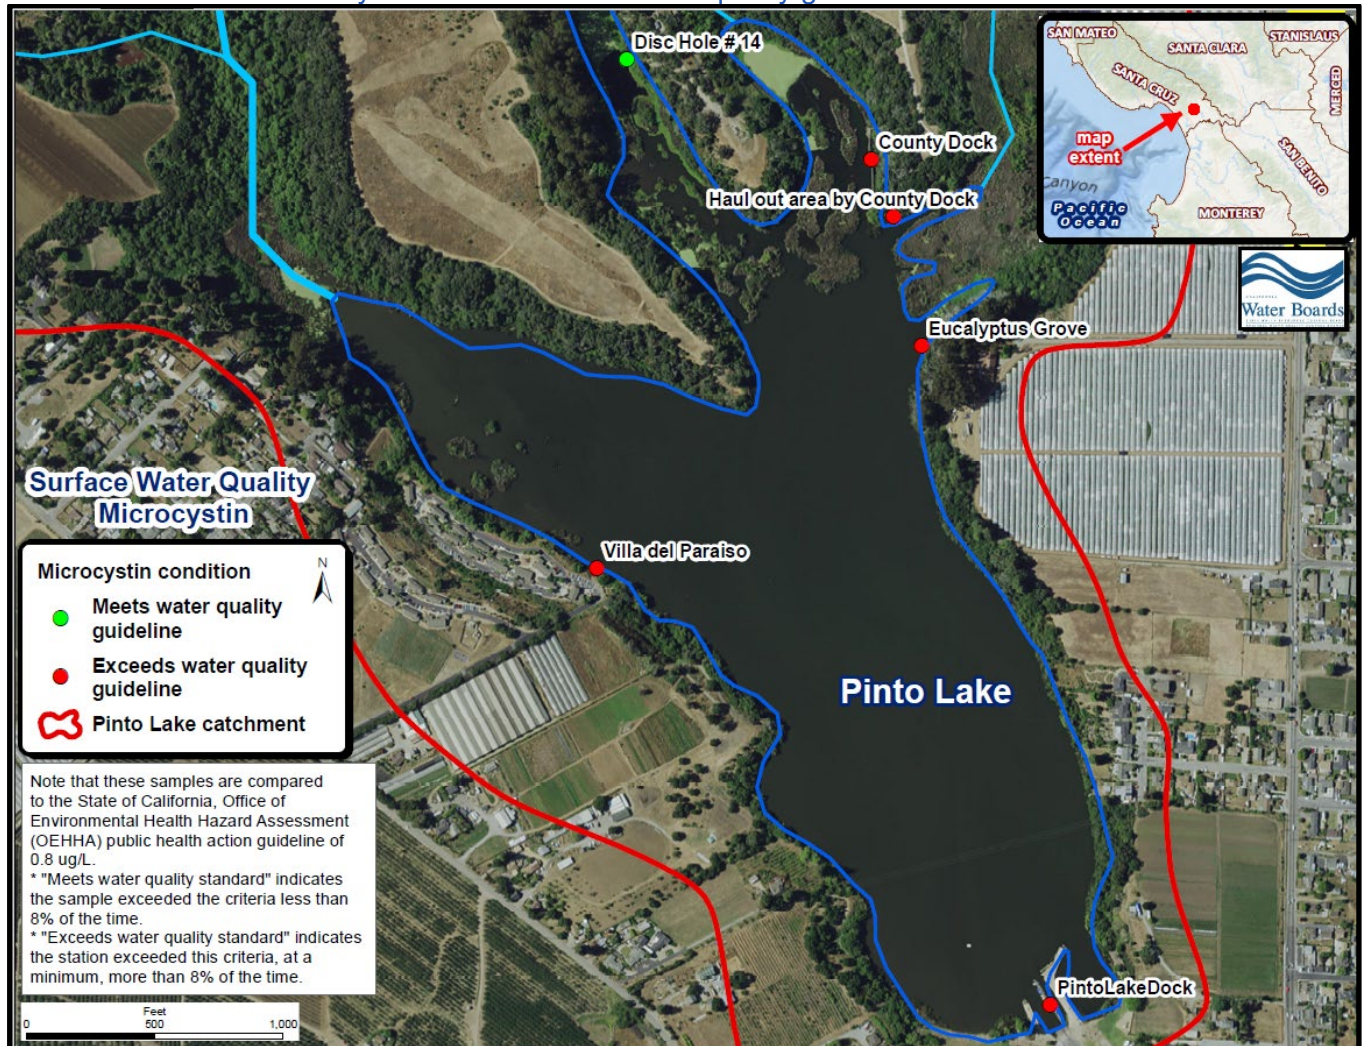 Disc Hole # 14
County Dock
Haul out area by County Dock
Eucalyptus Grove
Villa del Paraiso
Pinto Lake
PintoLakeDock
SAN MATEO
SANTA CLARA
STANISLAUS
SANTA CRUZ
MERCED
map
extent
SAN BENITO
Canyon
Pacific
Ocean
MONTEREY
CALIFORNIA
Water Boards
Surface Water Quality
Microcystin
Microcystin condition
N
Meets water quality
guideline
Exceeds water quality
guideline
Pinto Lake catchment
Note that these samples are compared
to the State of California, Office of
Environmental Health Hazard Assessment
(OEHHA) public health action guideline of
0.8 ug/L.
* "Meets water quality standard" indicates
the sample exceeded the criteria less than
8% of the time.
* "Exceeds water quality standard" indicates
the station exceeded this criteria, at a
minimum, more than 8% of the time.
Feet
0 500 1,000